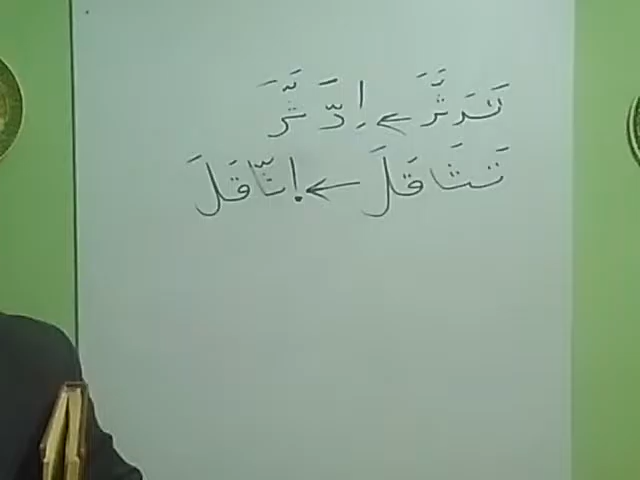 تَدَثَّرَ ← اِدَّثَّرَ
تَثَاقَلَ ← اِثَّاقَلَ